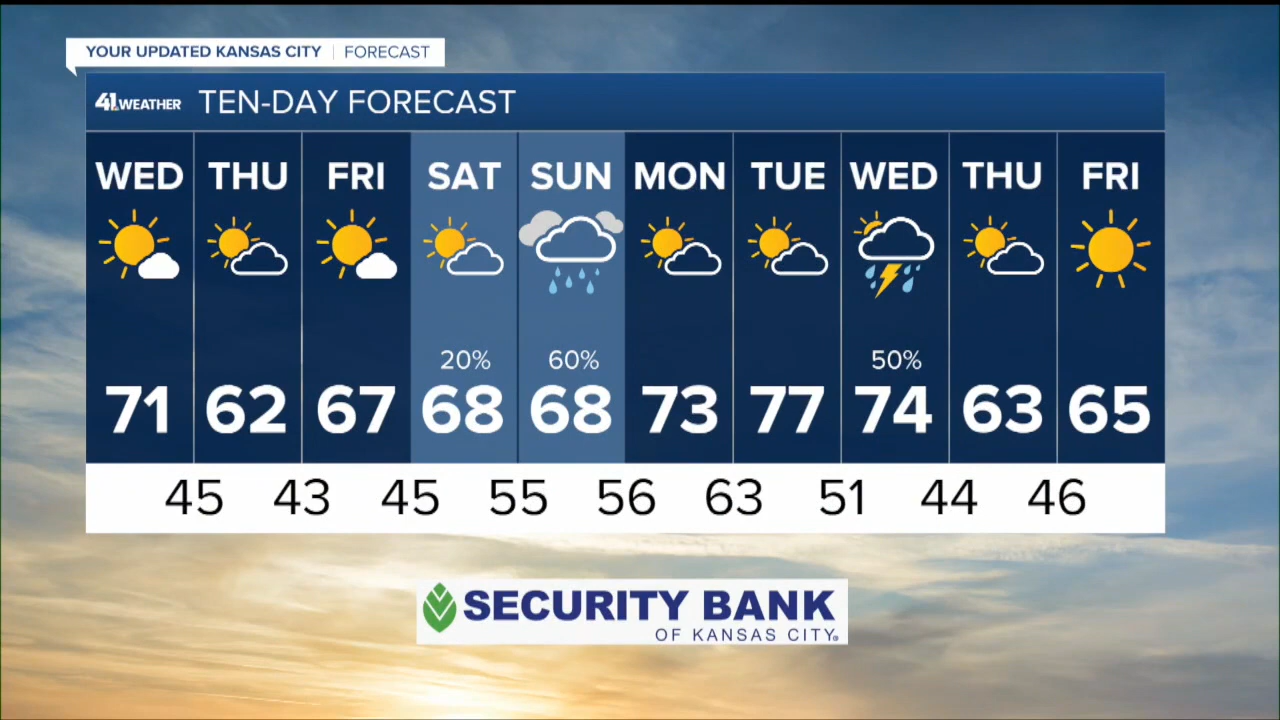 YOUR UPDATED KANSAS CITY | FORECAST
41 WEATHER TEN-DAY FORECAST
WED THU FRI SAT SUN MON TUE WED THU FRI
20% 60% 50%
71 62 67 68 68 73 77 74 63 65
45 43 45 55 56 63 51 44 46
SECURITY BANK
OF KANSAS CITY®